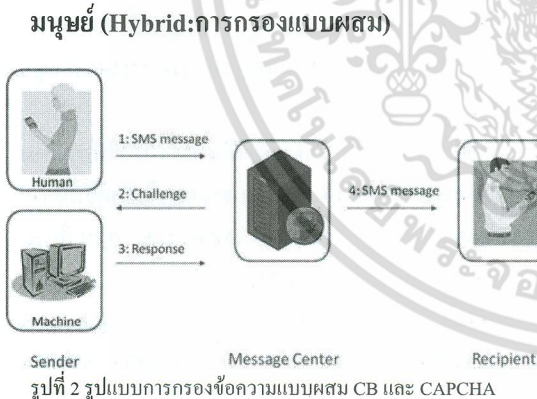 มนุษย์ (Hybrid:การกรองแบบผสม)
1: SMS message
Human
2: Challenge
4:SMS message
3: Response
Machine
Sender
Message Center
Recipient
รูปที่ 2 รูปแบบการกรองข้อความแบบผสม CB และ CAPCHA